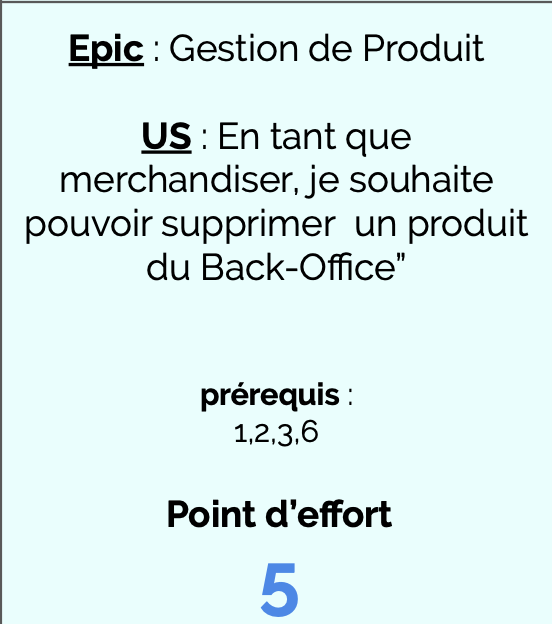 Epic : Gestion de Produit
US : En tant que
merchandiser, je souhaite
pouvoir supprimer  un produit
du Back-Office”
prérequis :
1,2,3,6
Point d’effort
5